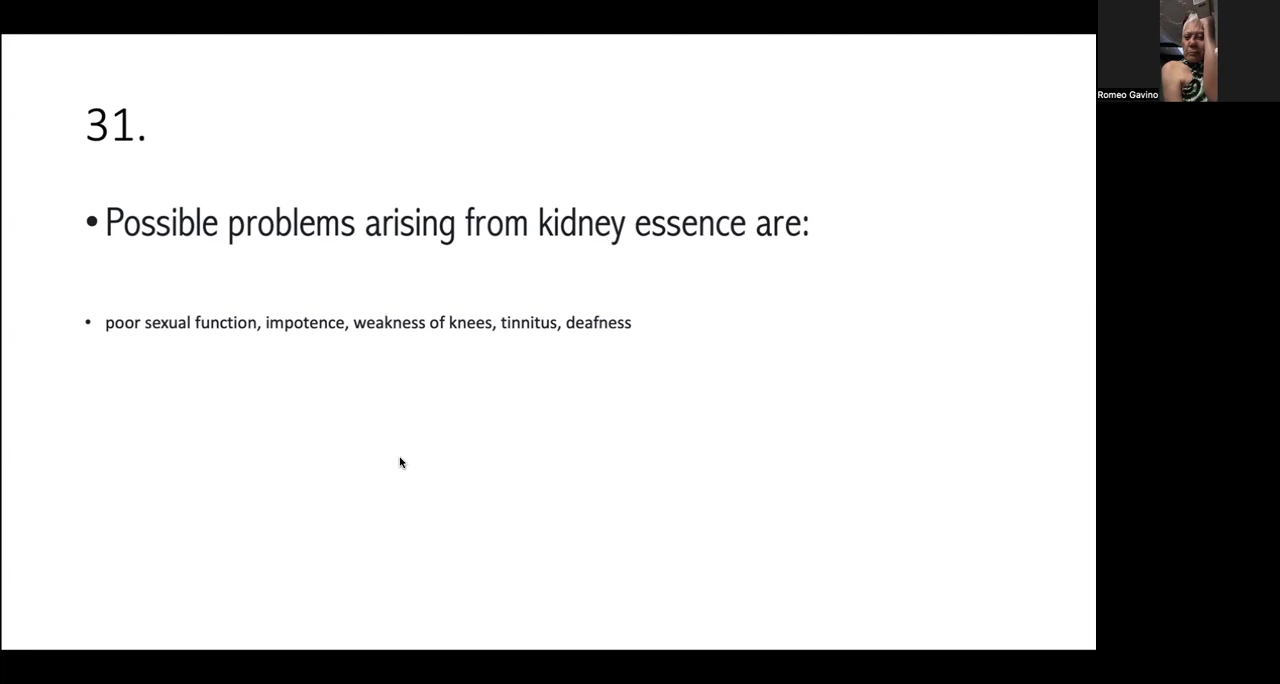 31.
• Possible problems arising from kidney essence are:
• poor sexual function, impotence, weakness of knees, tinnitus, deafness
Romeo Gavino